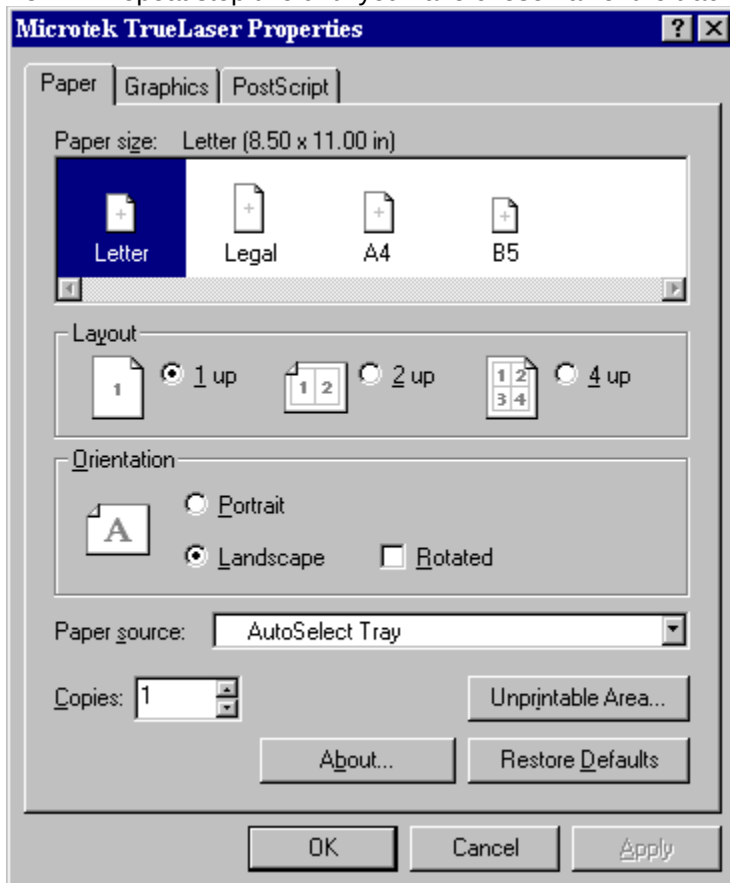 Microtek TrueLaser Properties
Paper Graphics PostScript
Paper size: Letter (8.50 x 11.00 in)
Letter Legal A4 B5
Layout
1 1 up 1 2 2 up 1 2 4 up
3 4
Orientation
A Portrait
Landscape Rotated
Paper source: AutoSelect Tray
Copies: 1 Unprintable Area...
About... Restore Defaults
OK Cancel Apply